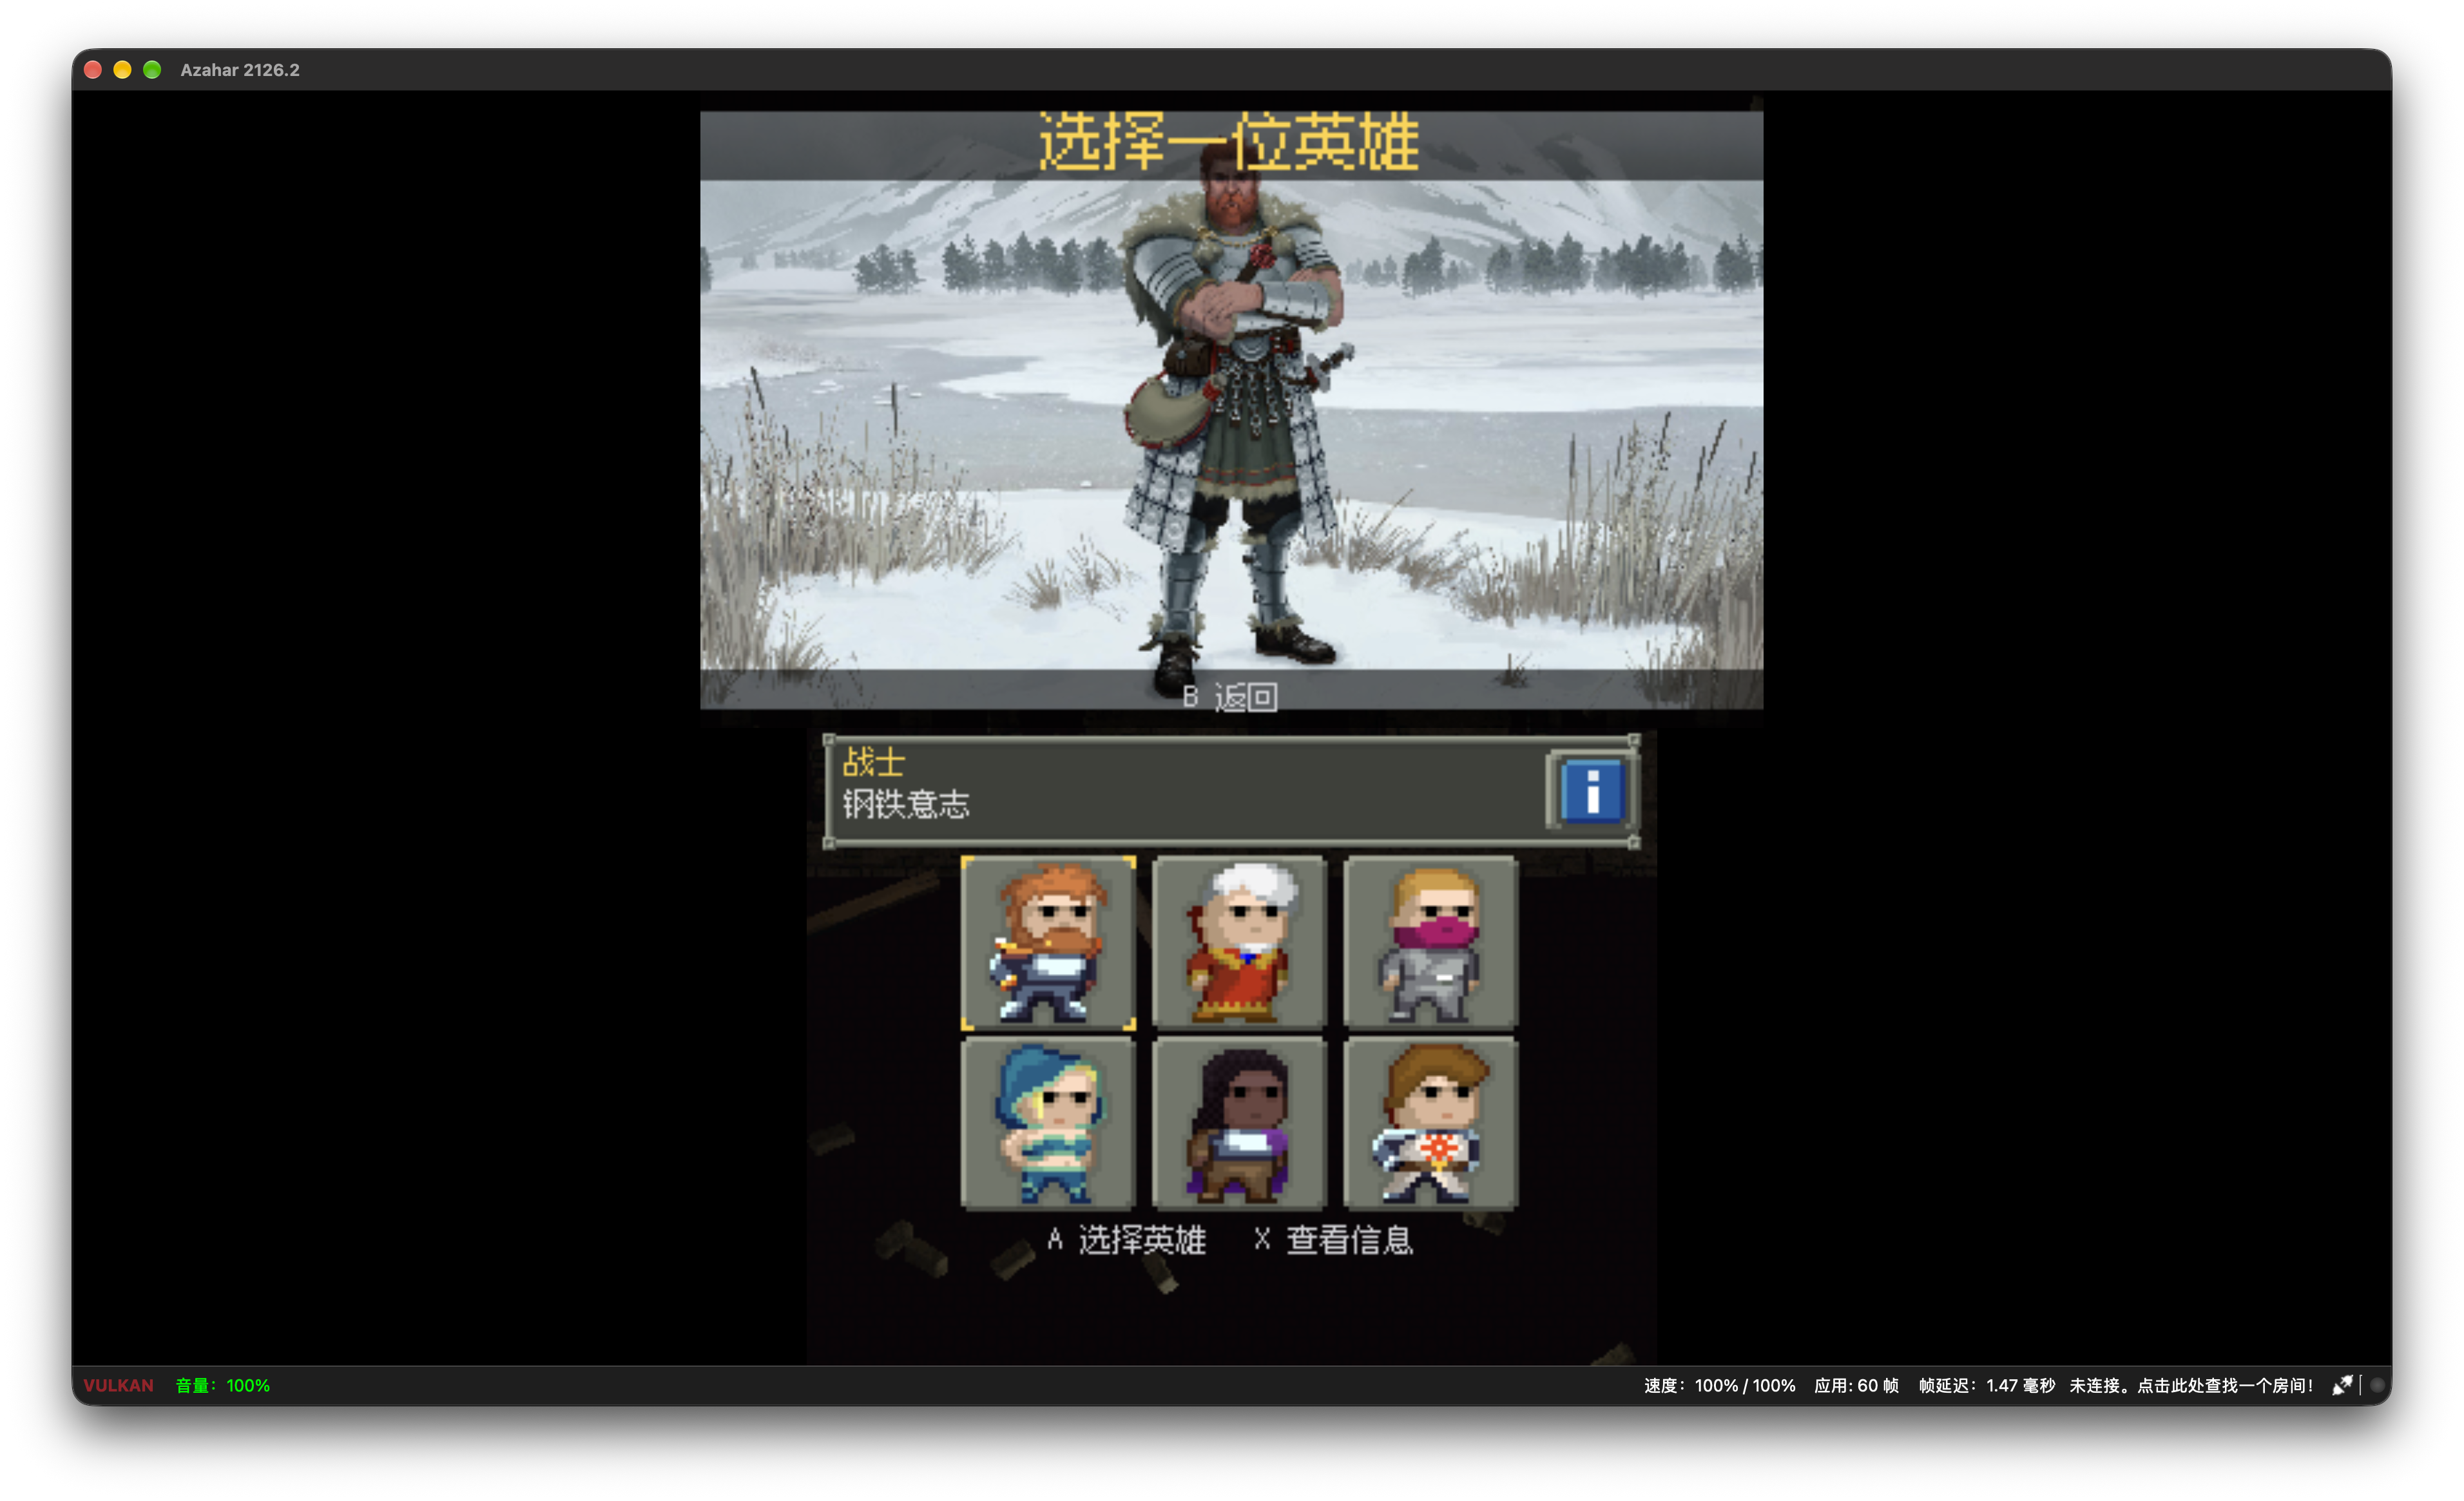 Azahar 2126.2
选择一位英雄
B 返回
战士
钢铁意志
A 选择英雄 X 查看信息
VULKAN 音量：100% 速度：100% / 100% 应用: 60 帧 帧延迟：1.47 毫秒 未连接。点击此处查找一个房间！